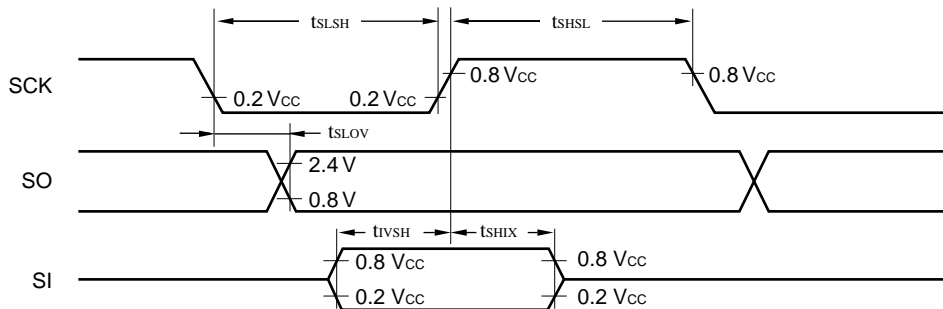 tSLSH tSHSL
SCK 0.2 VCC 0.2 VCC 0.8 VCC 0.8 VCC
tSLOV
SO 2.4 V
0.8 V
tIVSH tSHIX
SI 0.8 VCC 0.8 VCC
0.2 VCC 0.2 VCC